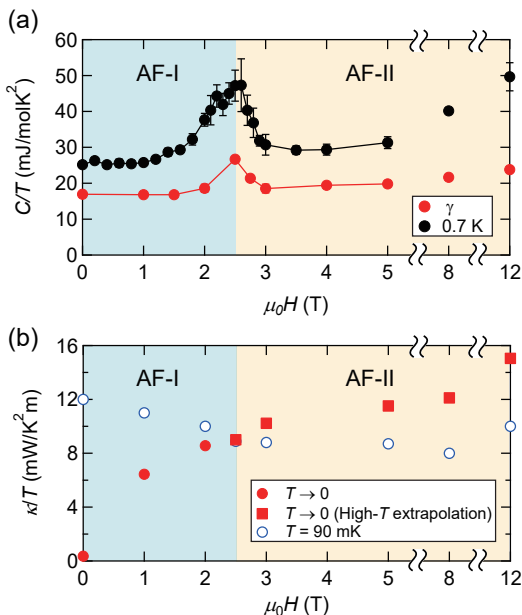 (a)
60
50
40
30
20
10
0
C/T (mJ/molK²)
AF-I
AF-II
γ
0.7 K
0
1
2
3
4
5
8
12
μ₀H (T)
(b)
16
12
8
4
0
κ/T (mW/K²m)
AF-I
AF-II
T → 0
T → 0 (High-T extrapolation)
T = 90 mK
0
1
2
3
4
5
8
12
μ₀H (T)